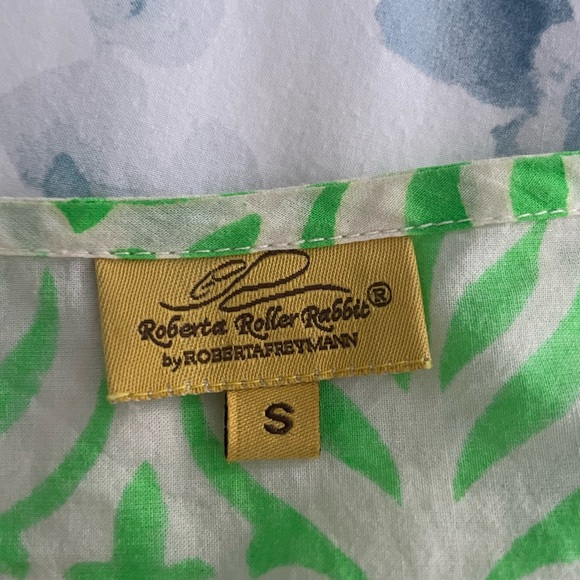 Roberta Roller Rabbit®
by ROBERTAFREYMANN
S